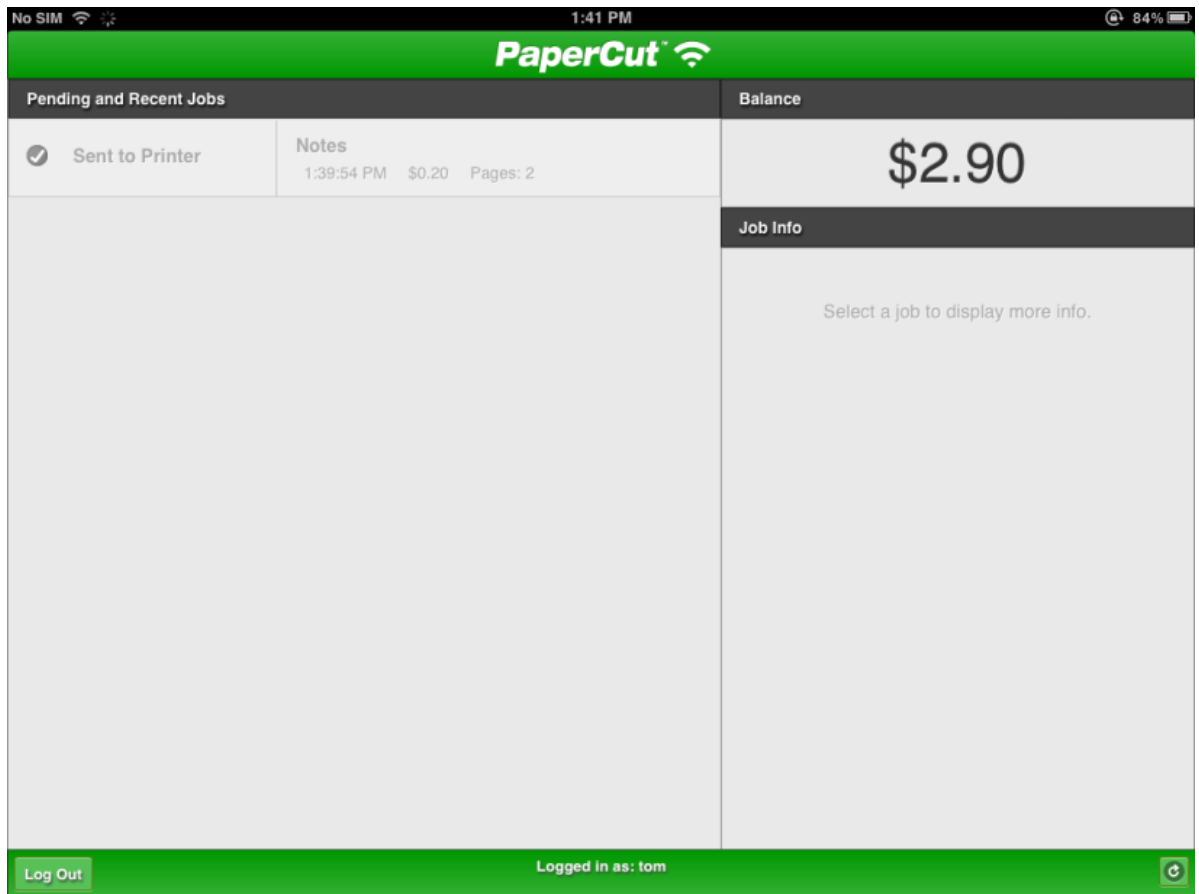 No SIM 1:41 PM 84%
PaperCut™
Pending and Recent Jobs
Sent to Printer
Notes
1:39:54 PM $0.20 Pages: 2
Balance
$2.90
Job Info
Select a job to display more info.
Log Out
Logged in as: tom